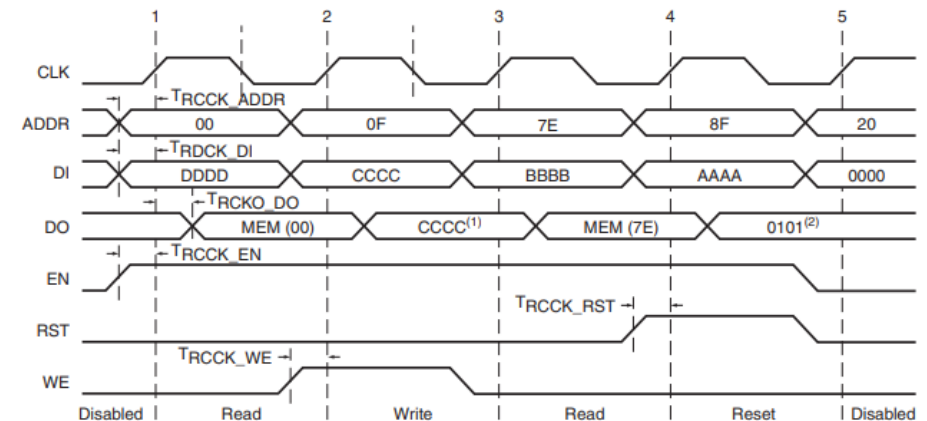 1 2 3 4 5
CLK
TRCCK_ADDR
ADDR 00 0F 7E 8F 20
TRDCK_DI
DI DDDD CCCC BBBB AAAA 0000
TRCKO_DO
DO MEM (00) CCCC(1) MEM (7E) 0101(2)
TRCCK_EN
EN
TRCCK_RST
RST
TRCCK_WE
WE
Disabled Read Write Read Reset Disabled